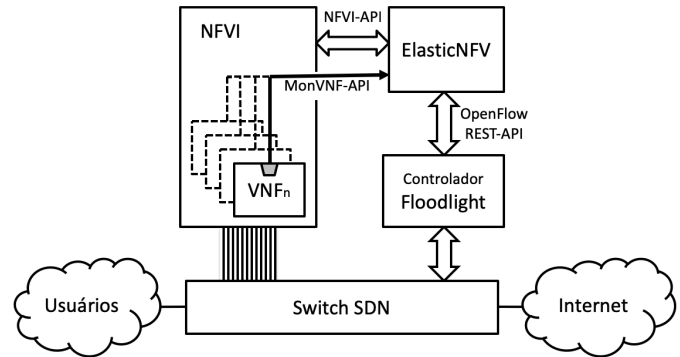 NFVI
NFVI-API
ElasticNFV
MonVNF-API
OpenFlow
REST-API
VNFn
Controlador
Floodlight
Usuários
Switch SDN
Internet